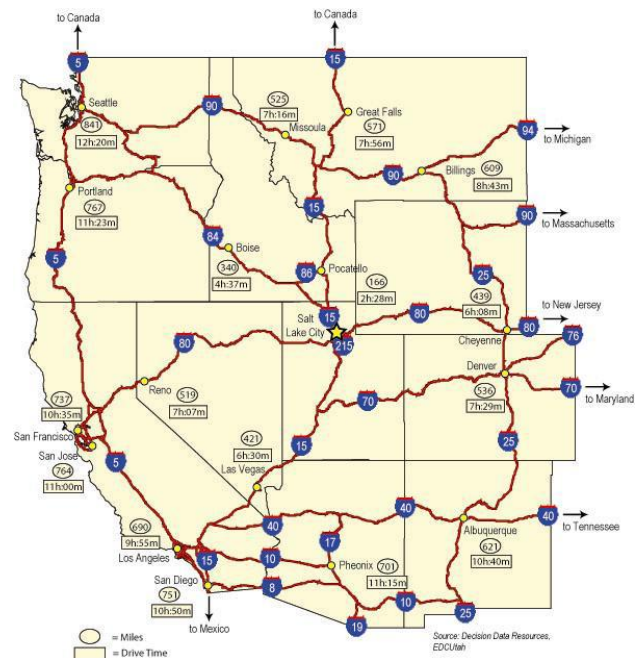 to Canada
to Canada
5
15
Seattle
841
12h:20m
90
525
7h:16m
Missoula
Great Falls
571
7h:56m
94
to Michigan
Portland
767
11h:23m
90
Billings
609
8h:43m
15
90
to Massachusetts
5
84
Boise
340
4h:37m
86
Pocatello
166
2h:28m
25
439
6h:08m
to New Jersey
Salt
Lake City
15
215
80
80
Cheyenne
76
80
Reno
519
7h:07m
Denver
536
7h:29m
70
70
to Maryland
737
10h:35m
San Francisco
San Jose
764
11h:00m
5
421
6h:30m
Las Vegas
15
25
690
9h:55m
Los Angeles
40
40
Albuquerque
621
10h:40m
40
to Tennessee
15
10
17
Pheonix
701
11h:15m
San Diego
751
10h:50m
8
10
19
25
to Mexico
= Miles
= Drive Time
Source: Decision Data Resources,
EDCUtah